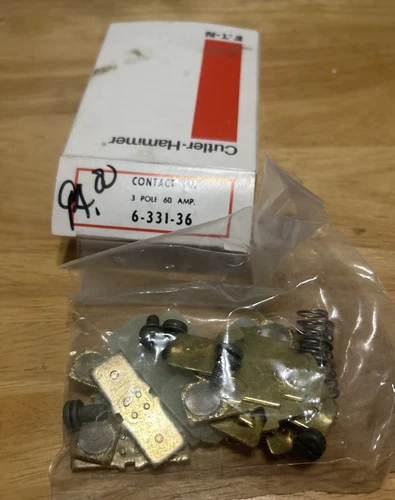 E.T.N
Cutler-Hammer
CONTACT KIT
3 POLE 60 AMP.
6-331-36